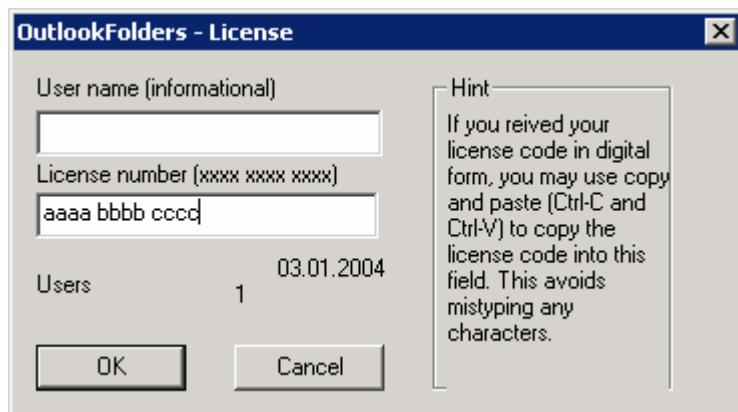 OutlookFolders - License
User name (informational)
License number (xxxx xxxx xxxx)
aaaa bbbb cccc
Users
1
03.01.2004
OK
Cancel
Hint
If you reived your
license code in digital
form, you may use copy
and paste (Ctrl-C and
Ctrl-V) to copy the
license code into this
field. This avoids
mistyping any
characters.